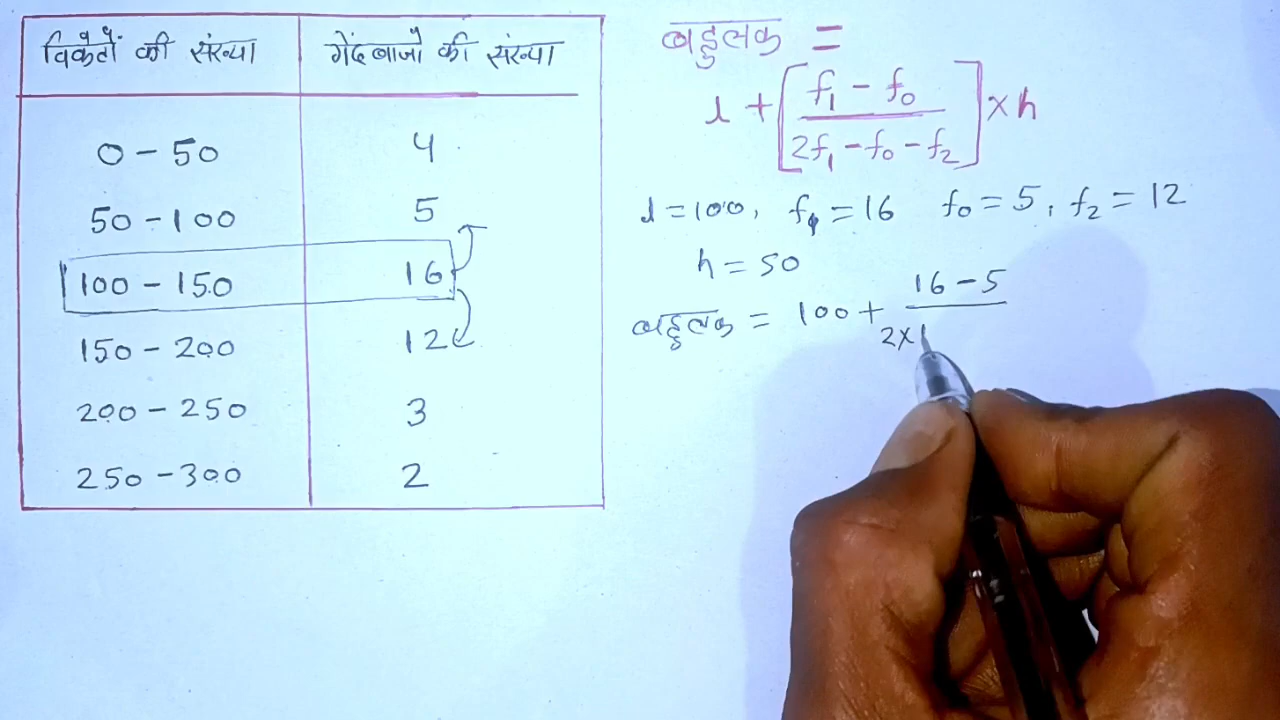 विकेटों की संख्या गेंदबाजों की संख्या
0 - 50 4
50 - 100 5
100 - 150 16
150 - 200 12
200 - 250 3
250 - 300 2
बहुलक =
l + [f₁ - f₀ / 2f₁ - f₀ - f₂] × h
l = 100, f₁ = 16 f₀ = 5, f₂ = 12
h = 50
बहुलक = 100 + 16 - 5 / 2×1